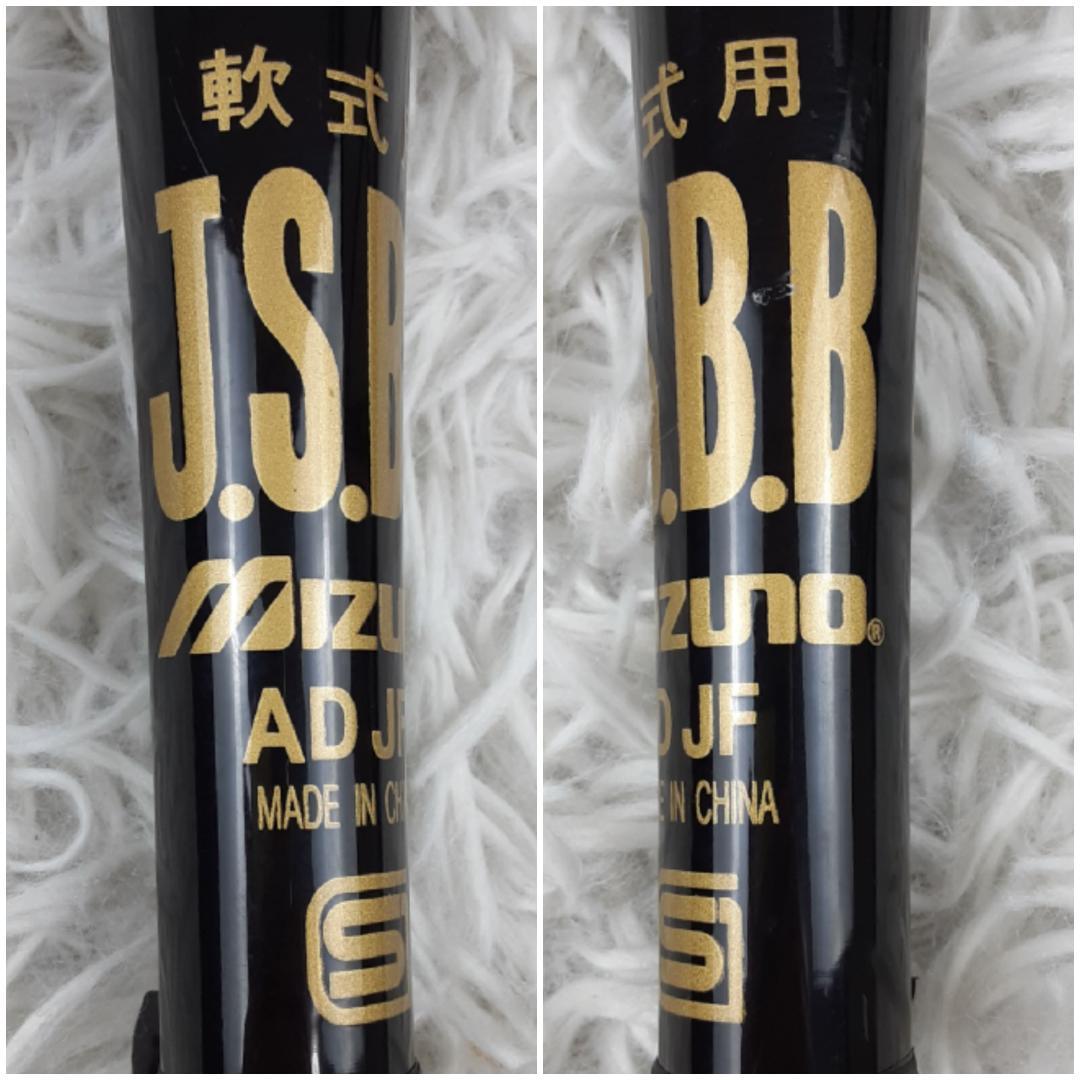 軟式
J.S.B
MIZU
AD JF
MADE IN CH
S
式用
.B.B
zuno®
D JF
E IN CHINA
S